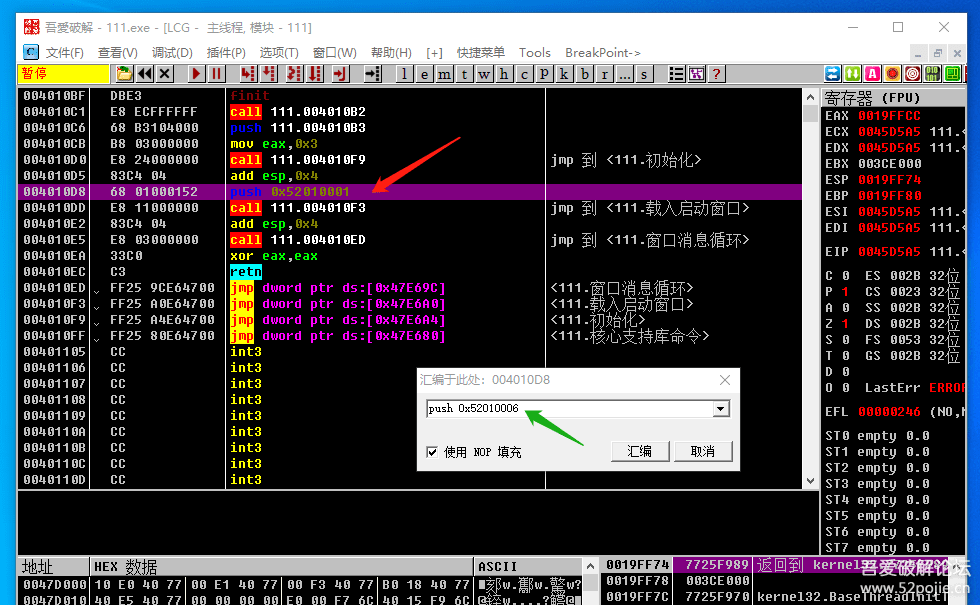 吾愛破解 - 111.exe - [LCG - 主线程, 模块 - 111]
文件(F) 查看(V) 调试(D) 插件(P) 选项(T) 窗口(W) 帮助(H) [+] 快捷菜单 Tools BreakPoint->
暂停 l e m t w h c p k b r ... s ?
004010BF DBE3 finit
004010C1 E8 ECFFFFFF call 111.004010B2
004010C6 68 B3104000 push 111.004010B3
004010CB B8 03000000 mov eax,0x3
004010D0 E8 24000000 call 111.004010F9 jmp 到 <111.初始化>
004010D5 83C4 04 add esp,0x4
004010D8 68 01000152 push 0x52010001
004010DD E8 11000000 call 111.004010F3 jmp 到 <111.载入启动窗口>
004010E2 83C4 04 add esp,0x4
004010E5 E8 03000000 call 111.004010ED jmp 到 <111.窗口消息循环>
004010EA 33C0 xor eax,eax
004010EC C3 retn
004010ED FF25 9CE64700 jmp dword ptr ds:[0x47E69C] <111.窗口消息循环>
004010F3 FF25 A0E64700 jmp dword ptr ds:[0x47E6A0] <111.载入启动窗口>
004010F9 FF25 A4E64700 jmp dword ptr ds:[0x47E6A4] <111.初始化>
004010FF FF25 80E64700 jmp dword ptr ds:[0x47E680] <111.核心支持库命令>
00401105 CC int3
00401106 CC int3
00401107 CC int3
00401108 CC int3
00401109 CC int3
0040110A CC int3
0040110B CC int3
0040110C CC int3
0040110D CC int3
汇编于此处：004010D8
push 0x52010006
使用 NOP 填充 汇编 取消
寄存器 (FPU)
EAX 0019FFCC
ECX 0045D5A5 111.
EDX 0045D5A5 111.
EBX 003CE000
ESP 0019FF74
EBP 0019FF80
ESI 0045D5A5 111.
EDI 0045D5A5 111.
EIP 0045D5A5 111.
C 0 ES 002B 32位
P 1 CS 0023 32位
A 0 SS 002B 32位
Z 1 DS 002B 32位
S 0 FS 0053 32位
T 0 GS 002B 32位
D 0
O 0 LastErr ERROR
EFL 00000246 (NO,
ST0 empty 0.0
ST1 empty 0.0
ST2 empty 0.0
ST3 empty 0.0
ST4 empty 0.0
ST5 empty 0.0
ST6 empty 0.0
ST7 empty 0.0
地址 HEX 数据 ASCII
0047D000 10 E0 40 77 00 E1 40 77 00 F3 40 77 B0 18 40 77
0047D010 40 E5 40 77 00 00 00 00 E0 00 F7 6C 40 15 F9 6C
0019FF74 7725F989 返回到 kernel
0019FF78 003CE000
0019FF7C 7725F970 kernel32.BaseThreadInitT
吾爱破解论坛
www.52pojie.cn